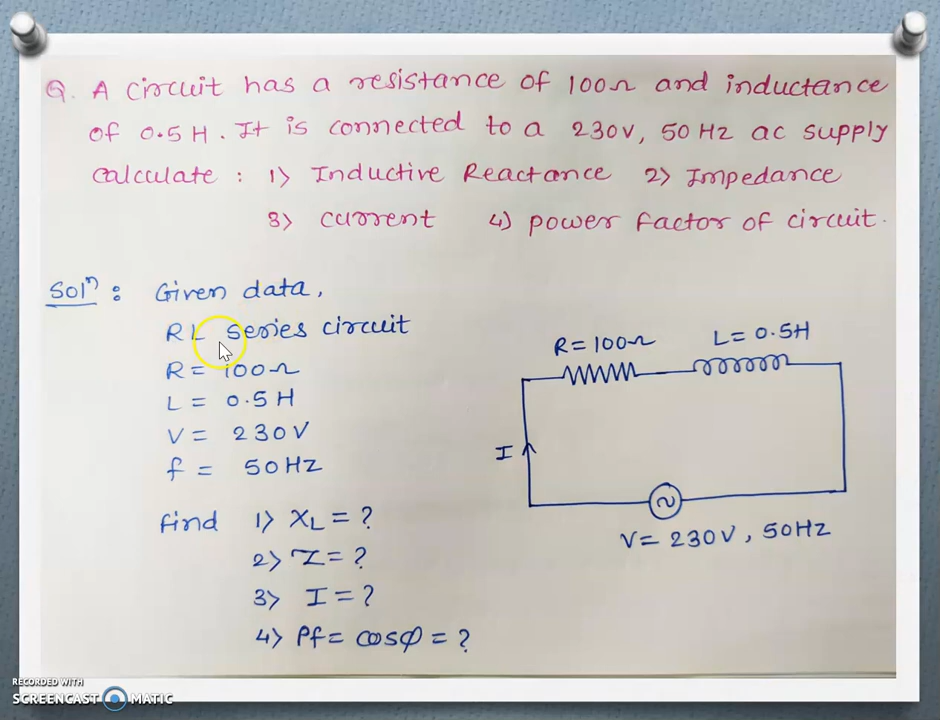 Q. A circuit has a resistance of 100Ω and inductance
of 0.5 H. It is connected to a 230V, 50 Hz ac supply
calculate : 1) Inductive Reactance 2) Impedance
3) current 4) power factor of circuit.
Solⁿ : Given data,
RL series circuit
R = 100Ω
L = 0.5 H
V = 230V
f = 50Hz
find 1) XL = ?
2) Z = ?
3) I = ?
4) Pf = cosφ = ?
R = 100Ω
L = 0.5H
I
V = 230V, 50Hz
RECORDED WITH
SCREENCAST MATIC